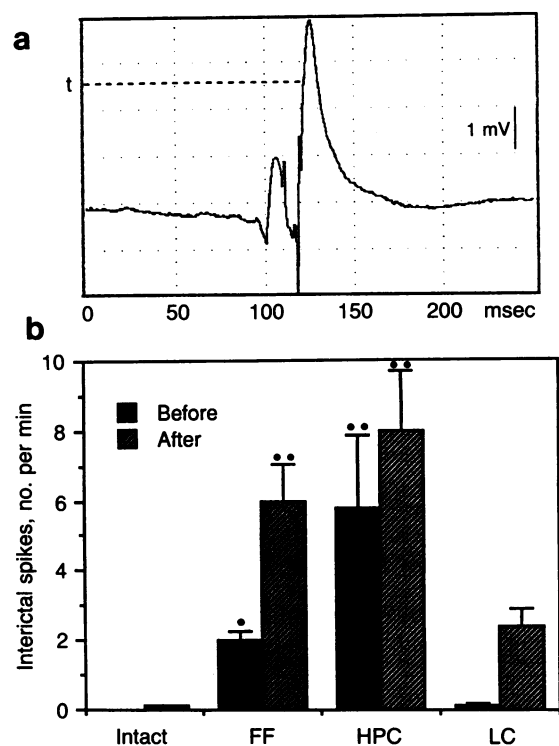 a
t
1 mV
0 50 100 150 200 msec
b
10
Before
After
8
6
4
2
0
Interictal spikes, no. per min
Intact FF HPC LC